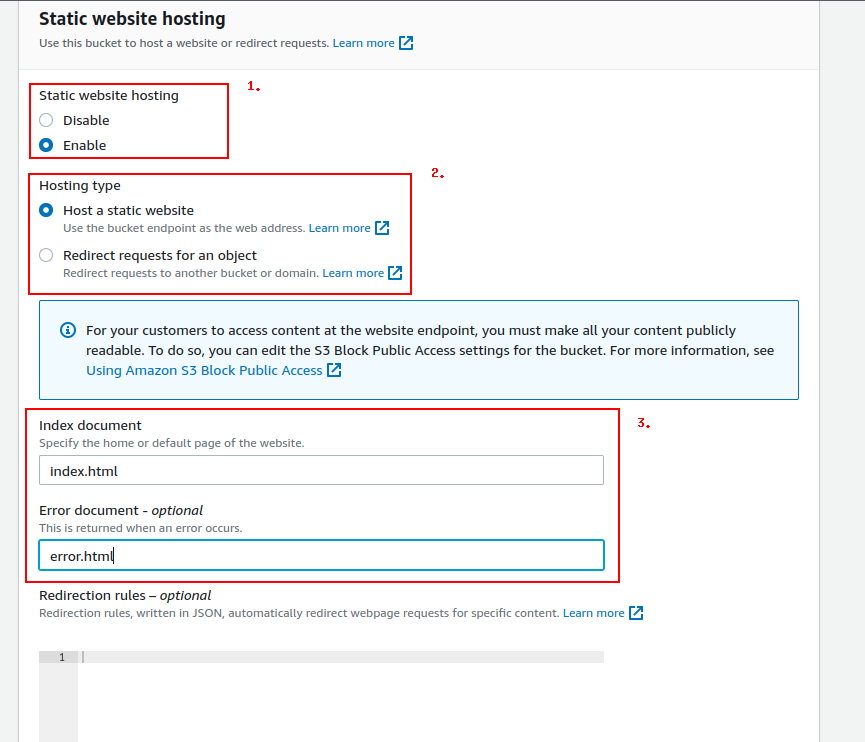 Static website hosting
Use this bucket to host a website or redirect requests. Learn more
1.
Static website hosting
Disable
Enable
2.
Hosting type
Host a static website
Use the bucket endpoint as the web address. Learn more
Redirect requests for an object
Redirect requests to another bucket or domain. Learn more
For your customers to access content at the website endpoint, you must make all your content publicly
readable. To do so, you can edit the S3 Block Public Access settings for the bucket. For more information, see
Using Amazon S3 Block Public Access
3.
Index document
Specify the home or default page of the website.
index.html
Error document - optional
This is returned when an error occurs.
error.html
Redirection rules – optional
Redirection rules, written in JSON, automatically redirect webpage requests for specific content. Learn more
1